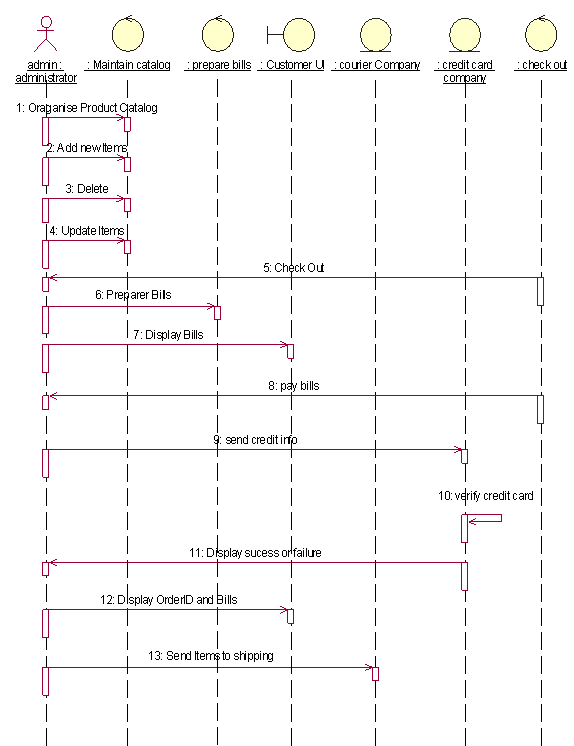 admin :
administrator
: Maintain catalog
: prepare bills
: Customer UI
: courier Company
: credit card
company
: check out
1: Oraganise Product Catalog
2: Add new Items
3: Delete
4: Update Items
5: Check Out
6: Preparer Bills
7: Display Bills
8: pay bills
9: send credit info
10: verify credit card
11: Display sucess or failure
12: Display OrderID and Bills
13: Send Items to shipping